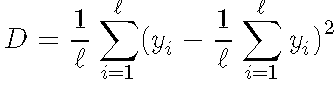 $D = \frac{1}{\ell} \sum_{i=1}^{\ell} (y_i - \frac{1}{\ell} \sum_{i=1}^{\ell} y_i)^2$